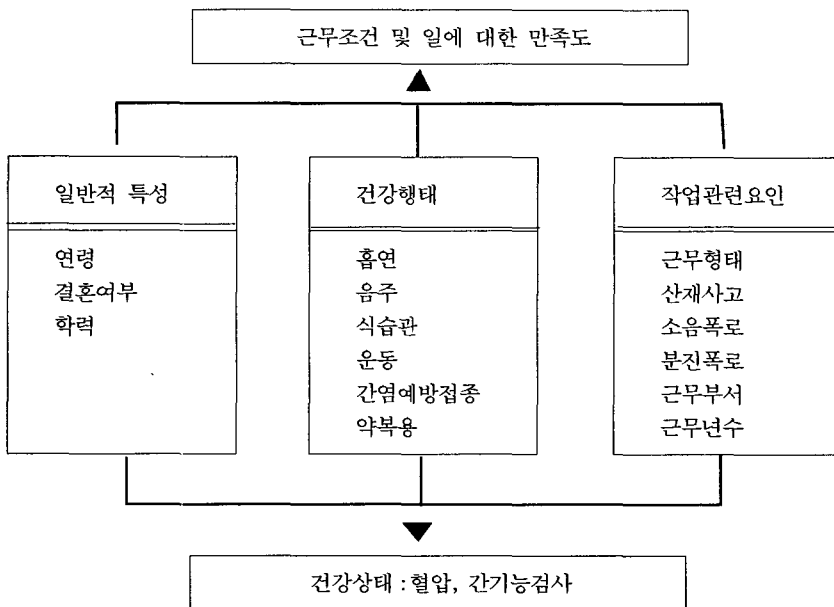 근무조건 및 일에 대한 만족도
일반적 특성
연령
결혼여부
학력
건강행태
흡연
음주
식습관
운동
간염예방접종
약복용
작업관련요인
근무형태
산재사고
소음폭로
분진폭로
근무부서
근무년수
건강상태 : 혈압, 간기능검사